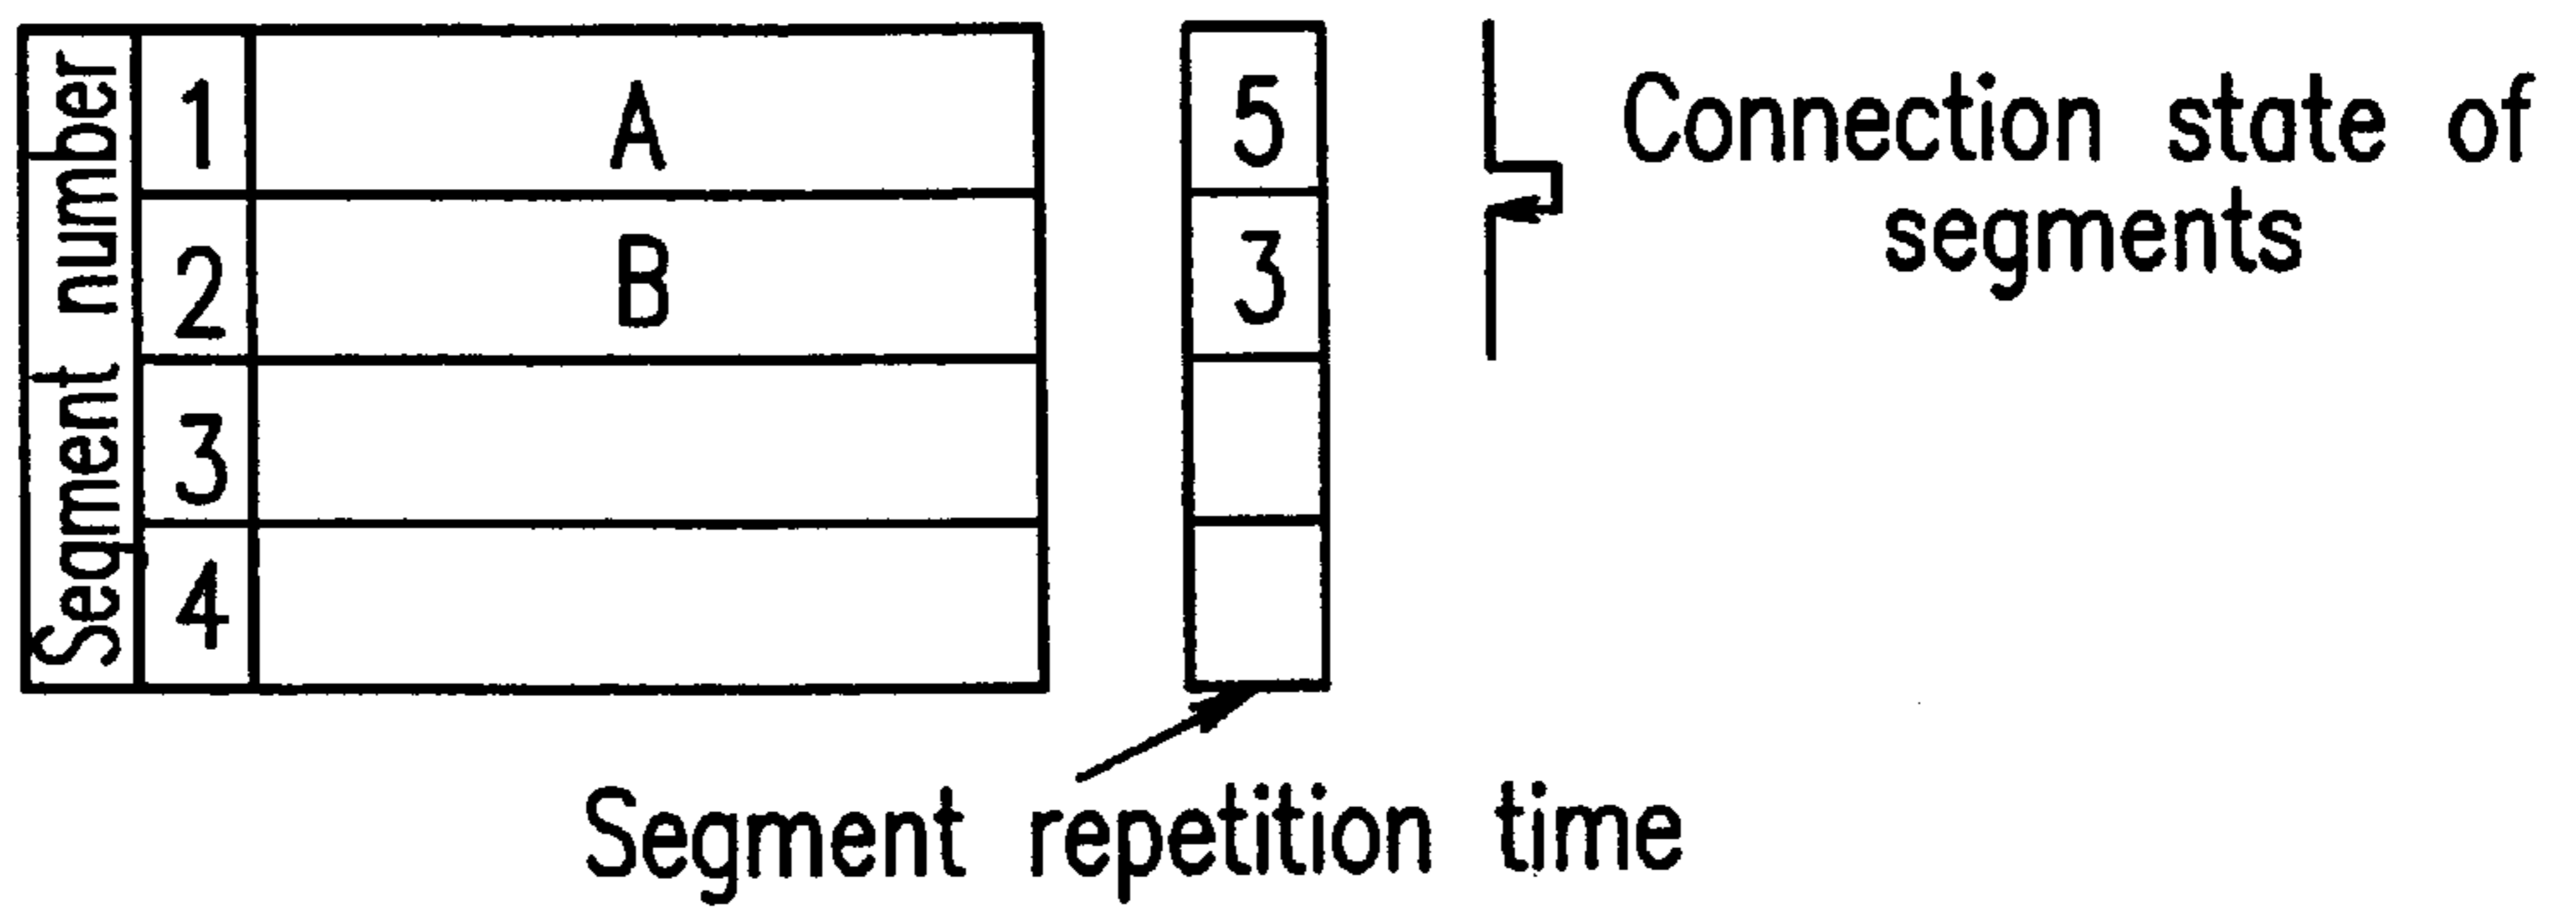 Segment number
1 A 5
2 B 3
3
4
Connection state of
segments
Segment repetition time